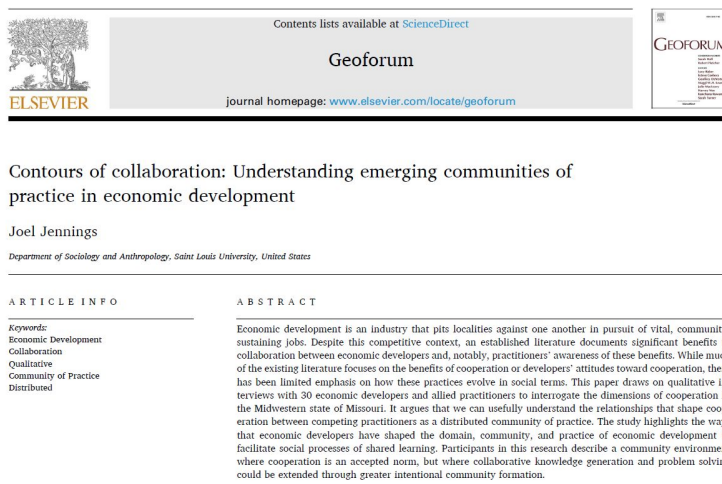 Contents lists available at ScienceDirect
Geoforum
journal homepage: www.elsevier.com/locate/geoforum
ELSEVIER
GEOFORUM
Contours of collaboration: Understanding emerging communities of
practice in economic development
Joel Jennings
Department of Sociology and Anthropology, Saint Louis University, United States
ARTICLE INFO
Keywords:
Economic Development
Collaboration
Qualitative
Community of Practice
Distributed
ABSTRACT
Economic development is an industry that pits localities against one another in pursuit of vital, communit
sustaining jobs. Despite this competitive context, an established literature documents significant benefits
collaboration between economic developers and, notably, practitioners' awareness of these benefits. While muc
of the existing literature focuses on the benefits of cooperation or developers' attitudes toward cooperation, the
has been limited emphasis on how these practices evolve in social terms. This paper draws on qualitative i
terviews with 30 economic developers and allied practitioners to interrogate the dimensions of cooperation
the Midwestern state of Missouri. It argues that we can usefully understand the relationships that shape coo
eration between competing practitioners as a distributed community of practice. The study highlights the way
that economic developers have shaped the domain, community, and practice of economic development
facilitate social processes of shared learning. Participants in this research describe a community environme
where cooperation is an accepted norm, but where collaborative knowledge generation and problem solvin
could be extended through greater intentional community formation.